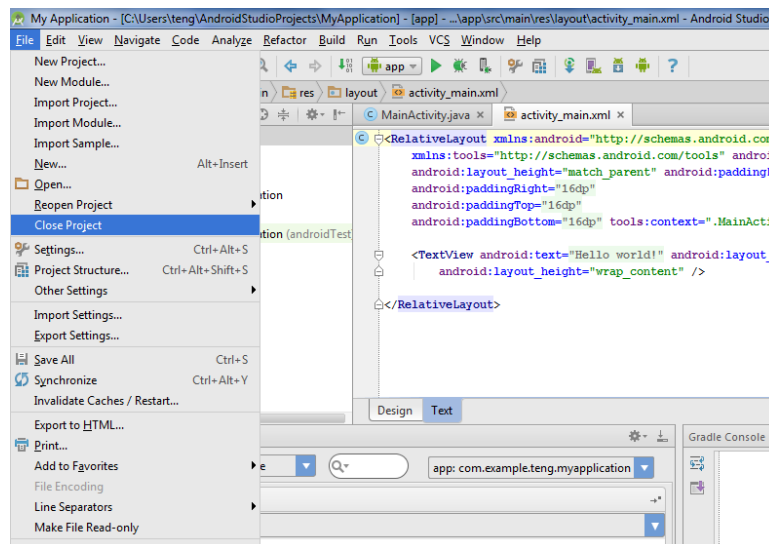 My Application - [C:\Users\teng\AndroidStudioProjects\MyApplication] - [app] - ...\app\src\main\res\layout\activity_main.xml - Android Studio
File Edit View Navigate Code Analyze Refactor Build Run Tools VCS Window Help
New Project...
New Module...
Import Project...
Import Module...
Import Sample...
New... Alt+Insert
Open...
Reopen Project
Close Project
Settings... Ctrl+Alt+S
Project Structure... Ctrl+Alt+Shift+S
Other Settings
Import Settings...
Export Settings...
Save All Ctrl+S
Synchronize Ctrl+Alt+Y
Invalidate Caches / Restart...
Export to HTML...
Print...
Add to Favorites
File Encoding
Line Separators
Make File Read-only
app
n res layout activity_main.xml
MainActivity.java × activity_main.xml ×
tion
tion (androidTest
<RelativeLayout xmlns:android="http://schemas.android.com
xmlns:tools="http://schemas.android.com/tools" androi
android:layout_height="match_parent" android:paddingL
android:paddingRight="16dp"
android:paddingTop="16dp"
android:paddingBottom="16dp" tools:context=".MainActi
<TextView android:text="Hello world!" android:layout_
android:layout_height="wrap_content" />
</RelativeLayout>
Design Text
Gradle Console
e app: com.example.teng.myapplication